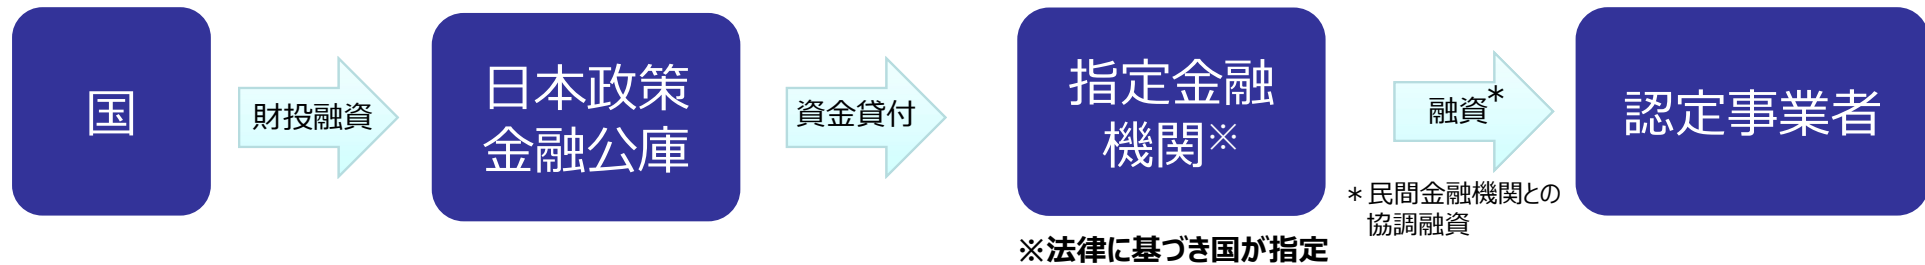 国
財投融資
日本政策
金融公庫
資金貸付
指定金融
機関※
※法律に基づき国が指定
融資*
*民間金融機関との
協調融資
認定事業者